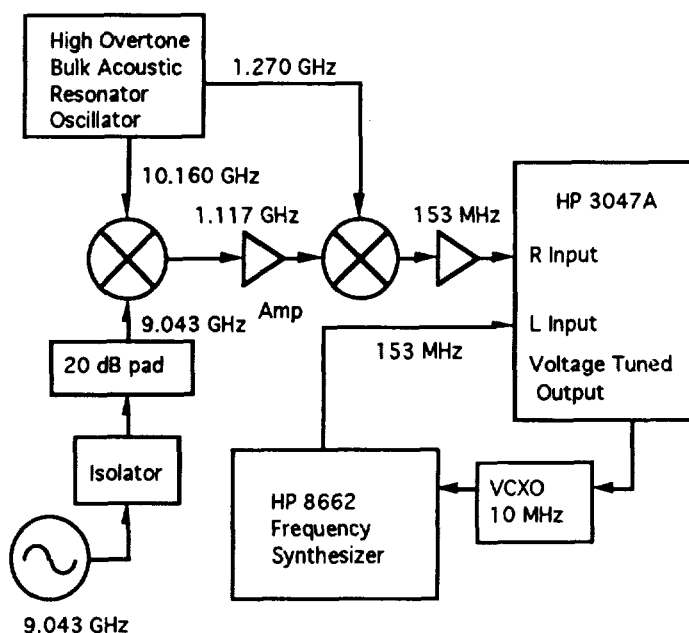 High Overtone
Bulk Acoustic
Resonator
Oscillator
1.270 GHz
10.160 GHz
1.117 GHz
153 MHz
HP 3047A
R Input
Amp
9.043 GHz
L Input
153 MHz
20 dB pad
Voltage Tuned
Output
Isolator
HP 8662
Frequency
Synthesizer
VCXO
10 MHz
9.043 GHz